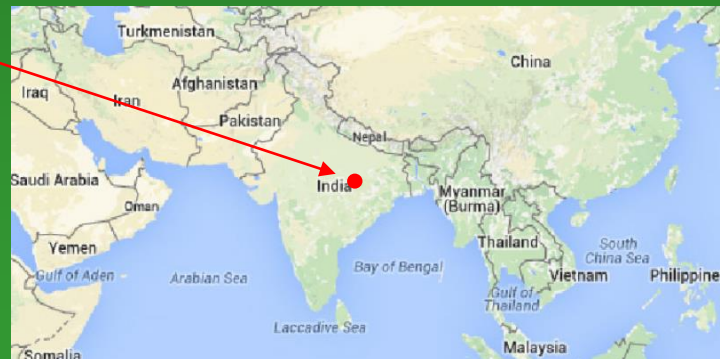 Turkmenistan
China
Afghanistan
Iraq
Iran
Pakistan
Nepal
Saudi Arabia
India
Myanmar
(Burma)
Oman
Yemen
Thailand
South
China Sea
Gulf of Aden
Arabian Sea
Bay of Bengal
Vietnam
Philippine
Gulf of
Thailand
Laccadive Sea
Malaysia
Somalia